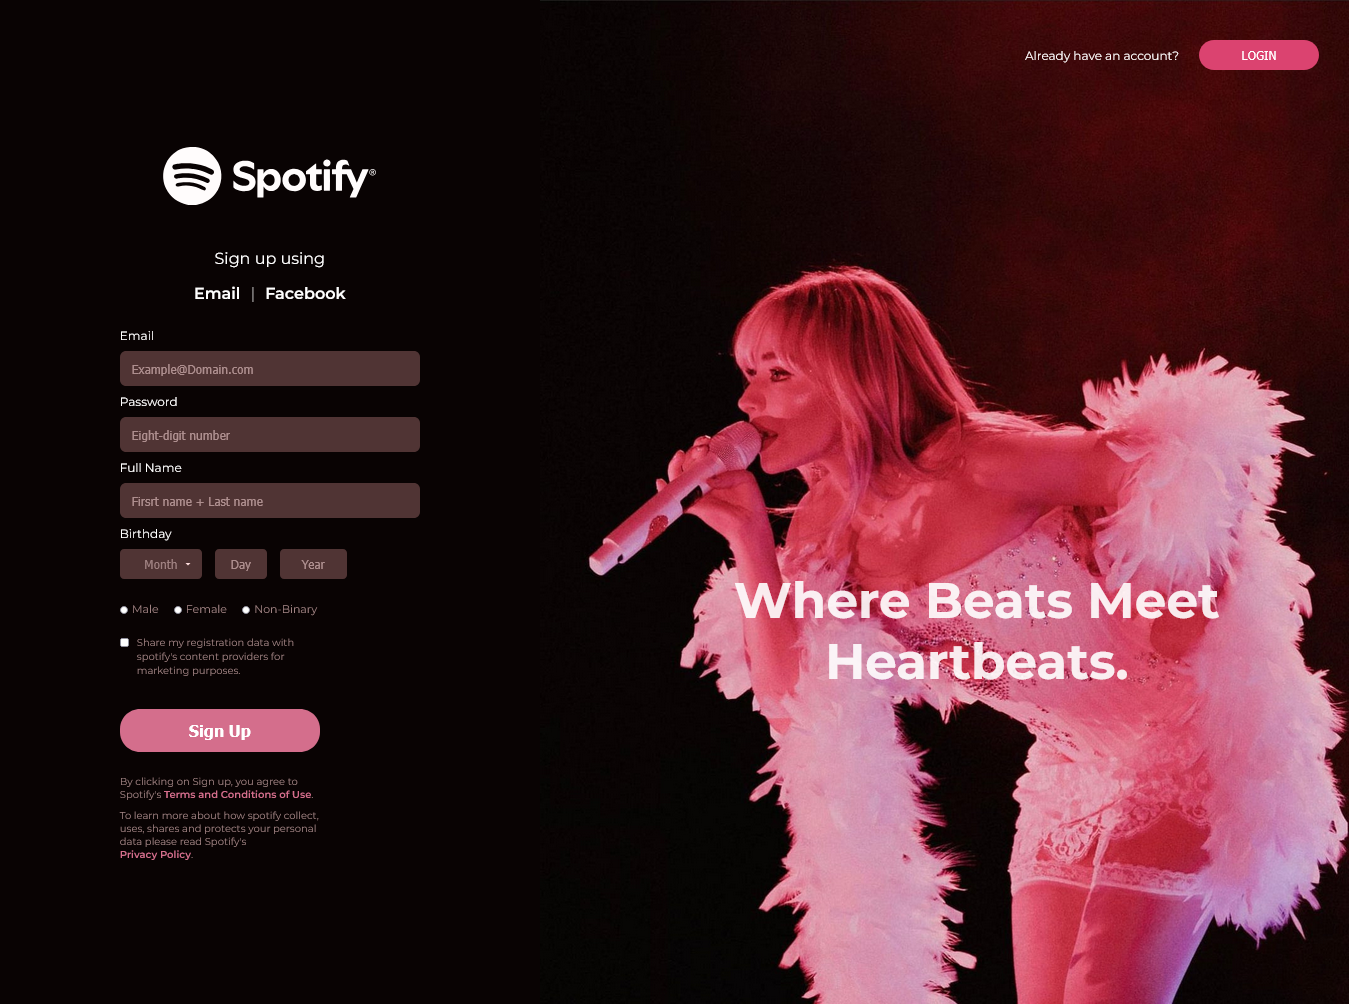 Already have an account?
LOGIN
Spotify®
Sign up using
Email | Facebook
Email
Example@Domain.com
Password
Eight-digit number
Full Name
Firsrt name + Last name
Birthday
Month
Day
Year
Male
Female
Non-Binary
Share my registration data with
spotify's content providers for
marketing purposes.
Sign Up
By clicking on Sign up, you agree to
Spotify's Terms and Conditions of Use.
To learn more about how spotify collect,
uses, shares and protects your personal
data please read Spotify's
Privacy Policy.
Where Beats Meet
Heartbeats.